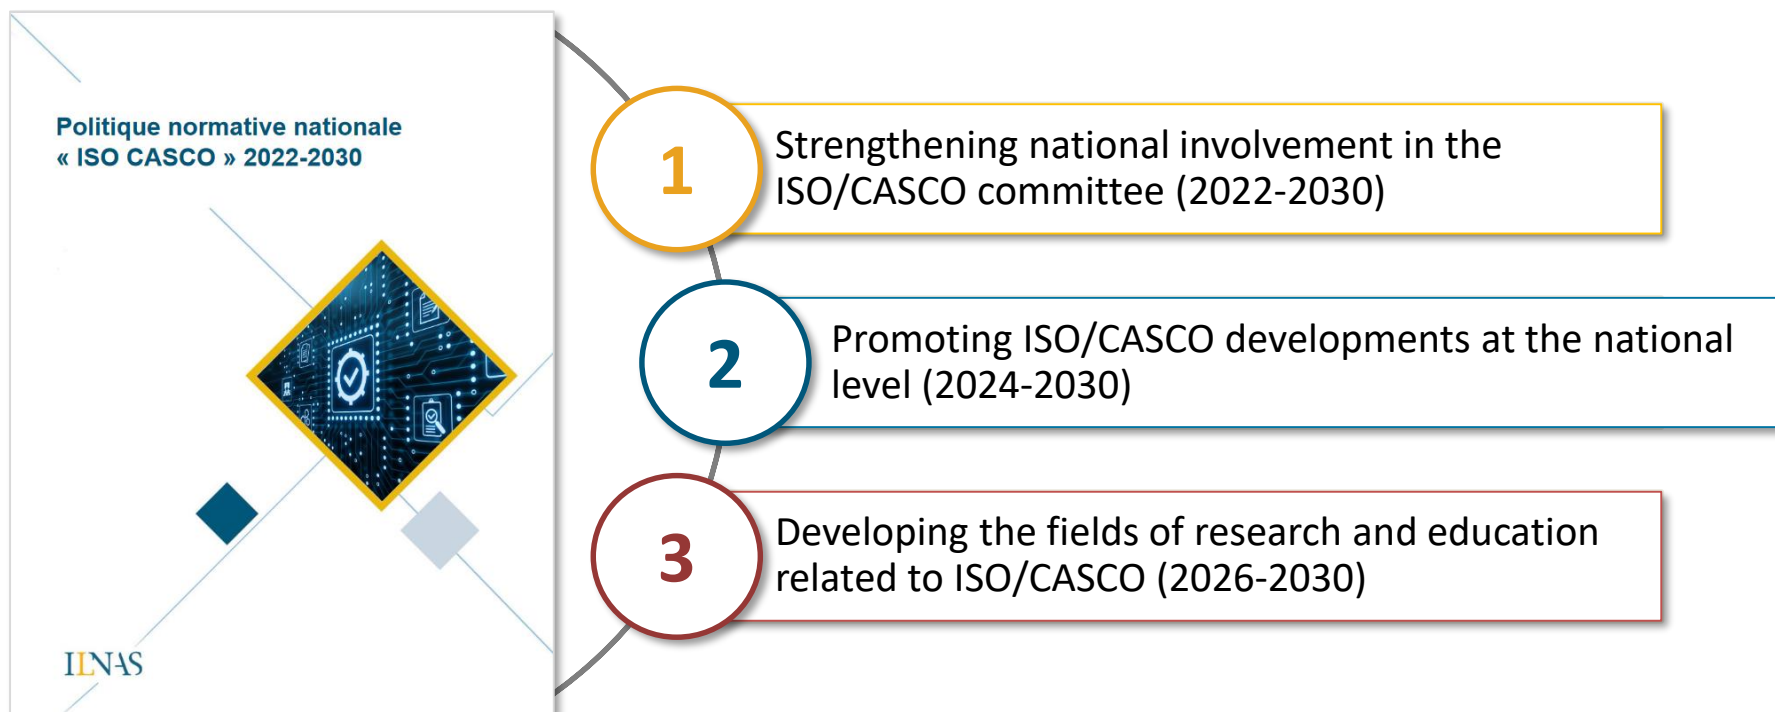 Politique normative nationale
« ISO CASCO » 2022-2030
ILNAS
1
Strengthening national involvement in the
ISO/CASCO committee (2022-2030)
2
Promoting ISO/CASCO developments at the national
level (2024-2030)
3
Developing the fields of research and education
related to ISO/CASCO (2026-2030)